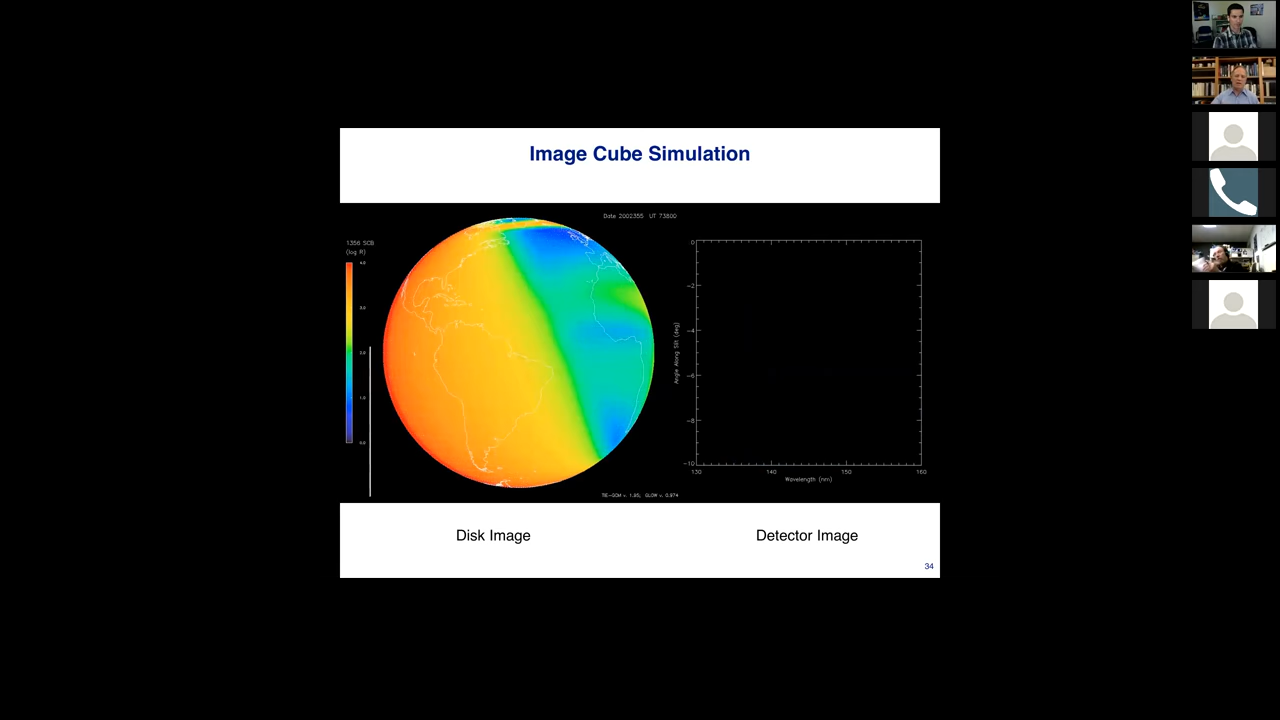 Image Cube Simulation
Date 2002355 UT 73800
1356 SCB
(log R)
4.0
3.0
2.0
1.0
0.0
0
-2
-4
-6
-8
-10
Angle Along Slit (deg)
130
140
150
160
Wavelength (nm)
TIE-GCM v. 1.95; GLOW v. 0.974
Disk Image
Detector Image
34